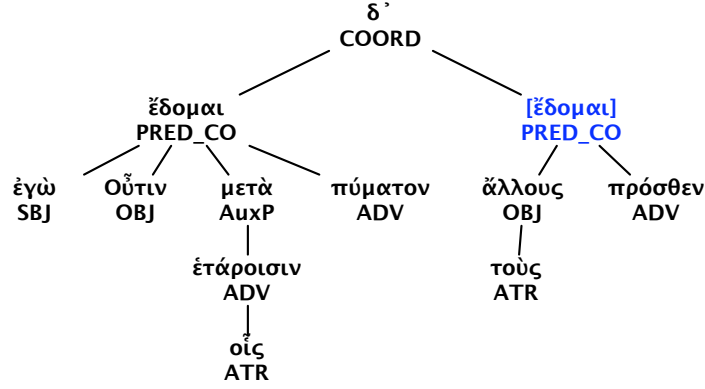 δ᾽
COORD
ἔδομαι [ἔδομαι]
PRED_CO PRED_CO
ἐγὼ Οὖτιν μετὰ πύματον ἄλλους πρόσθεν
SBJ OBJ AuxP ADV OBJ ADV
ἑτάροισιν τοὺς
ADV ATR
οἷς
ATR